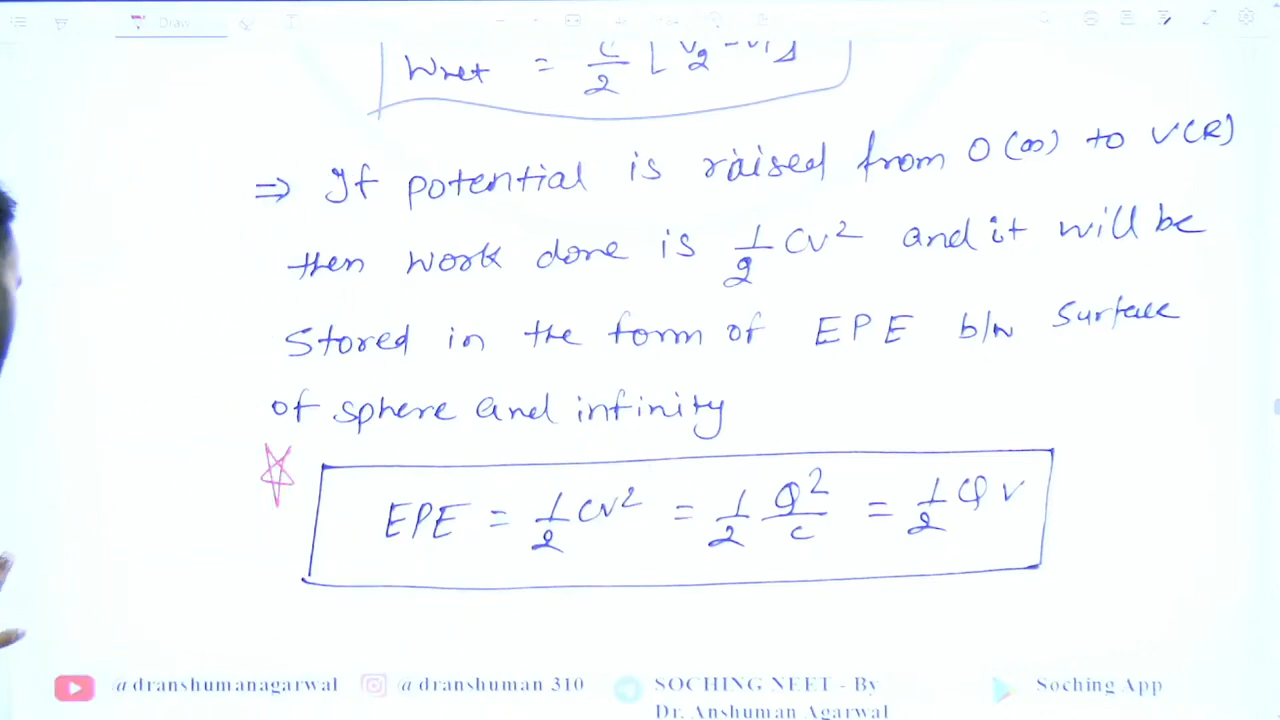 Draw
Wnet = C/2 [V₂² - V₁²]
⇒ If potential is raised from 0 (∞) to V(R)
then work done is 1/2 CV² and it will be
Stored in the form of EPE b/w surface
of sphere and infinity
EPE = 1/2 CV² = 1/2 Q²/C = 1/2 QV
@dranshumanagarwal @dranshuman310 SOCHING NEET - By Dr. Anshuman Agarwal Soching App